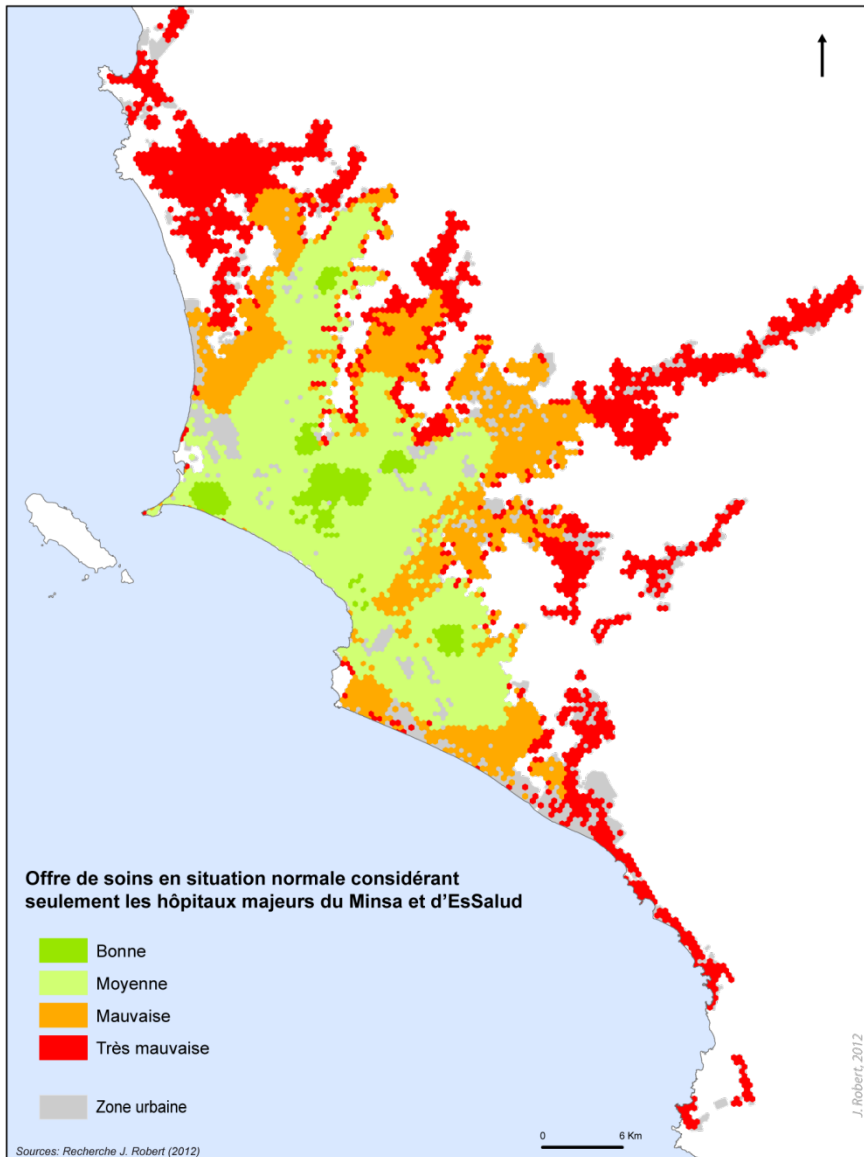 Offre de soins en situation normale considérant
seulement les hôpitaux majeurs du Minsa et d'EsSalud
Bonne
Moyenne
Mauvaise
Très mauvaise
Zone urbaine
0 6 Km
Sources: Recherche J. Robert (2012)
J. Robert, 2012